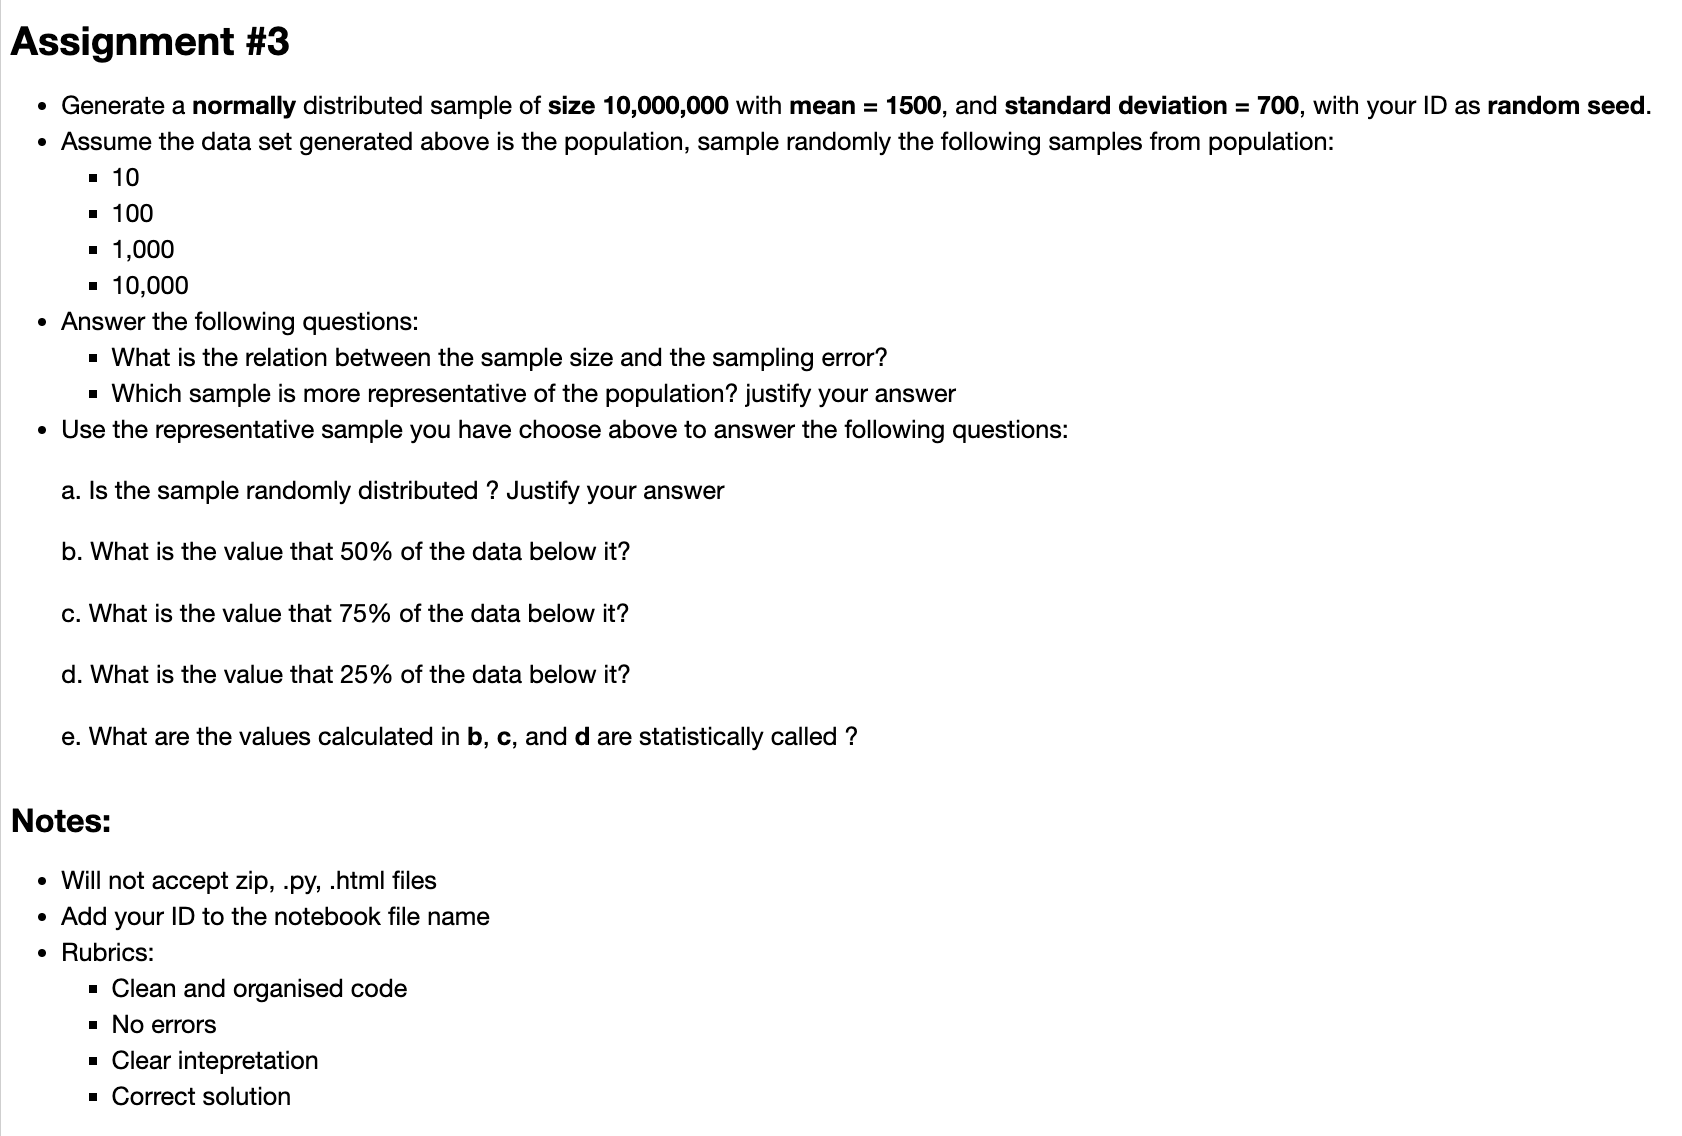 Assignment #3
• Generate a normally distributed sample of size 10,000,000 with mean = 1500, and standard deviation = 700, with your ID as random seed.
• Assume the data set generated above is the population, sample randomly the following samples from population:
▪ 10
▪ 100
▪ 1,000
▪ 10,000
• Answer the following questions:
▪ What is the relation between the sample size and the sampling error?
▪ Which sample is more representative of the population? justify your answer
• Use the representative sample you have choose above to answer the following questions:
a. Is the sample randomly distributed ? Justify your answer
b. What is the value that 50% of the data below it?
c. What is the value that 75% of the data below it?
d. What is the value that 25% of the data below it?
e. What are the values calculated in b, c, and d are statistically called ?
Notes:
• Will not accept zip, .py, .html files
• Add your ID to the notebook file name
• Rubrics:
▪ Clean and organised code
▪ No errors
▪ Clear intepretation
▪ Correct solution